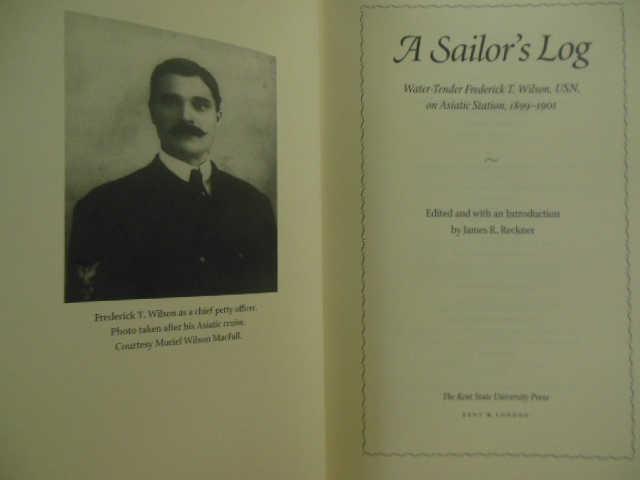 Frederick T. Wilson as a chief petty officer.
Photo taken after his Asiatic cruise.
Courtesy Muriel Wilson MacFall.
A Sailor's Log
Water-Tender Frederick T. Wilson, USN,
on Asiatic Station, 1899–1901
~
Edited and with an Introduction
by James R. Reckner
The Kent State University Press
KENT & LONDON